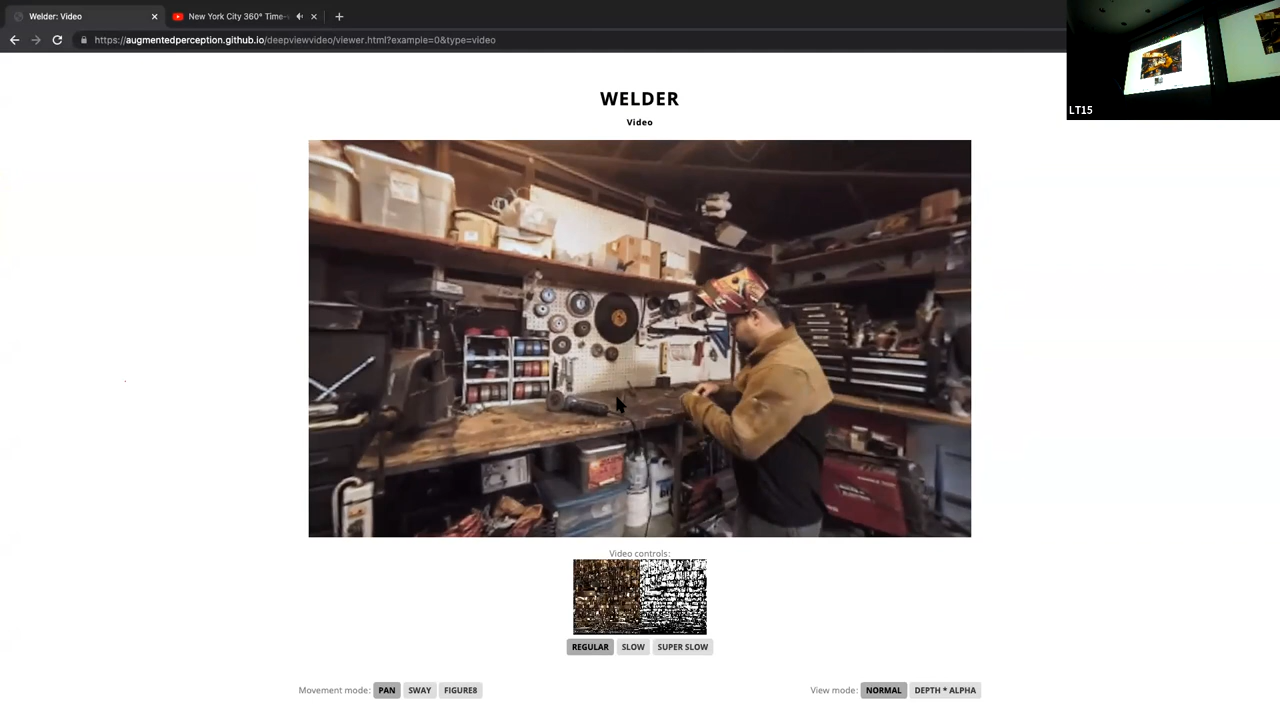 Welder: Video
New York City 360° Time-
https://augmentedperception.github.io/deepviewvideo/viewer.html?example=0&type=video
LT15
WELDER
Video
Video controls:
REGULAR SLOW SUPER SLOW
Movement mode: PAN SWAY FIGURE8
View mode: NORMAL DEPTH * ALPHA